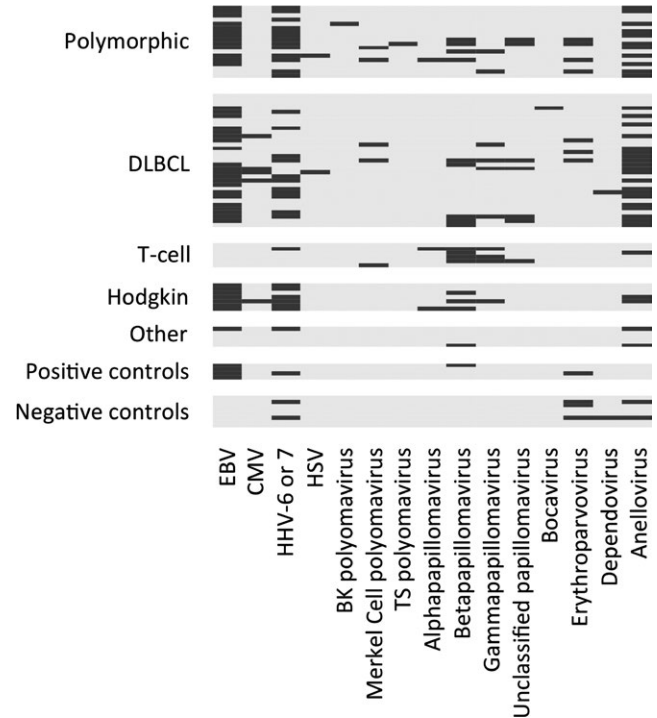 Polymorphic
DLBCL
T-cell
Hodgkin
Other
Positive controls
Negative controls
EBV
CMV
HHV-6 or 7
HSV
BK polyomavirus
Merkel Cell polyomavirus
TS polyomavirus
Alphapapillomavirus
Betapapillomavirus
Gammapapillomavirus
Unclassified papillomavirus
Bocavirus
Erythroparvovirus
Dependovirus
Anellovirus